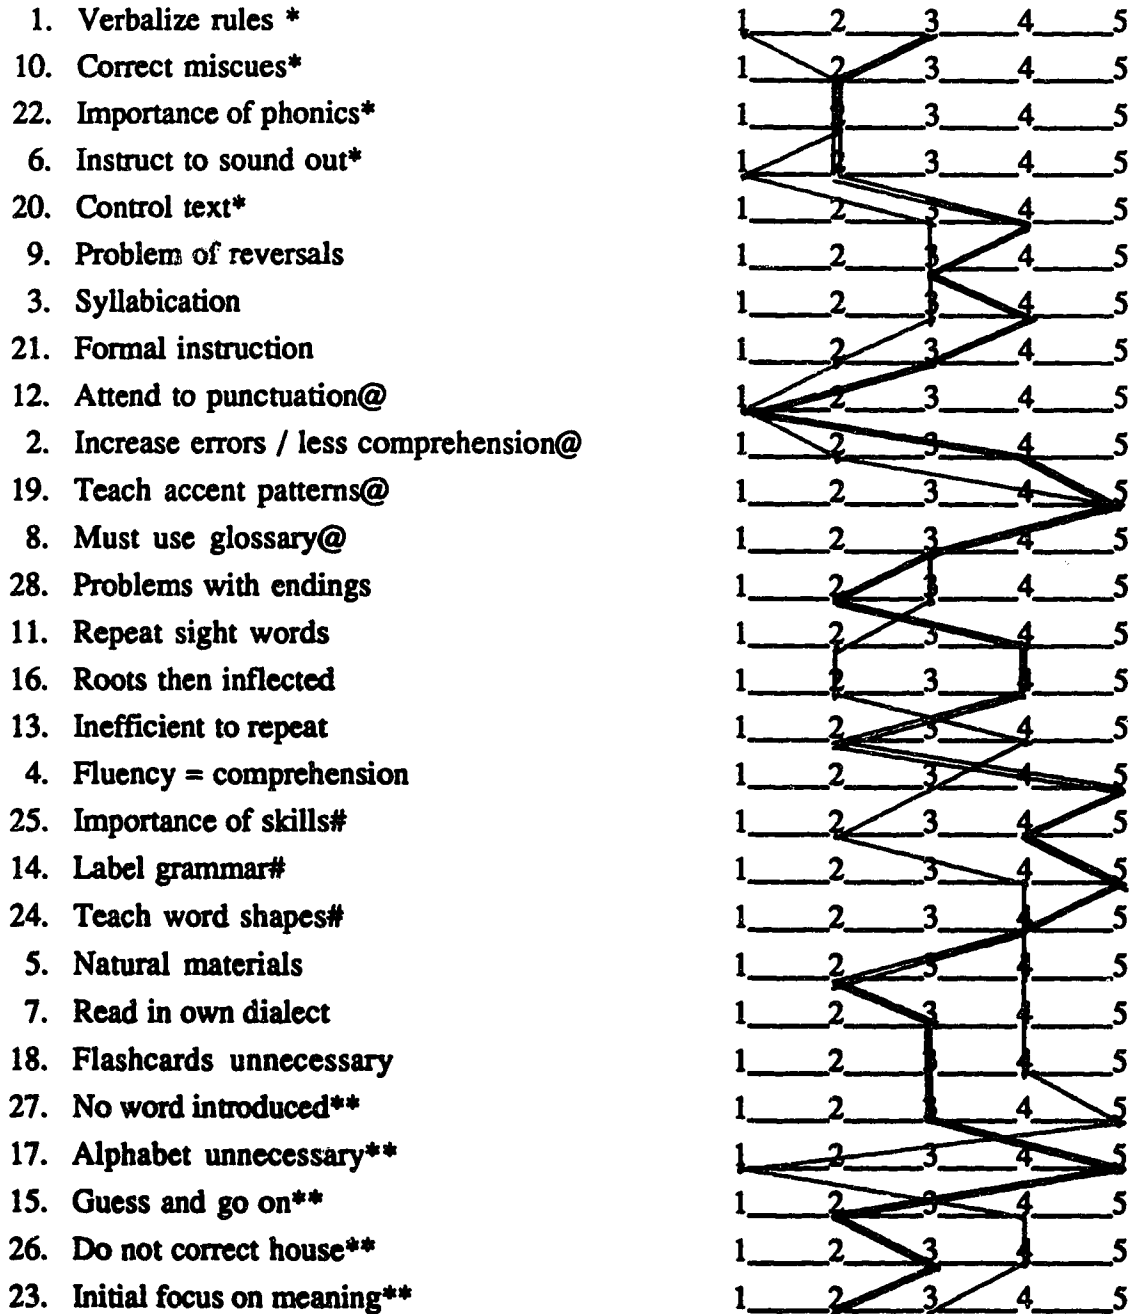 1. Verbalize rules * 1 2 3 4 5
10. Correct miscues* 1 2 3 4 5
22. Importance of phonics* 1 2 3 4 5
6. Instruct to sound out* 1 2 3 4 5
20. Control text* 1 2 3 4 5
9. Problem of reversals 1 2 3 4 5
3. Syllabication 1 2 3 4 5
21. Formal instruction 1 2 3 4 5
12. Attend to punctuation@ 1 2 3 4 5
2. Increase errors / less comprehension@ 1 2 3 4 5
19. Teach accent patterns@ 1 2 3 4 5
8. Must use glossary@ 1 2 3 4 5
28. Problems with endings 1 2 3 4 5
11. Repeat sight words 1 2 3 4 5
16. Roots then inflected 1 2 3 4 5
13. Inefficient to repeat 1 2 3 4 5
4. Fluency = comprehension 1 2 3 4 5
25. Importance of skills# 1 2 3 4 5
14. Label grammar# 1 2 3 4 5
24. Teach word shapes# 1 2 3 4 5
5. Natural materials 1 2 3 4 5
7. Read in own dialect 1 2 3 4 5
18. Flashcards unnecessary 1 2 3 4 5
27. No word introduced** 1 2 3 4 5
17. Alphabet unnecessary** 1 2 3 4 5
15. Guess and go on** 1 2 3 4 5
26. Do not correct house** 1 2 3 4 5
23. Initial focus on meaning** 1 2 3 4 5